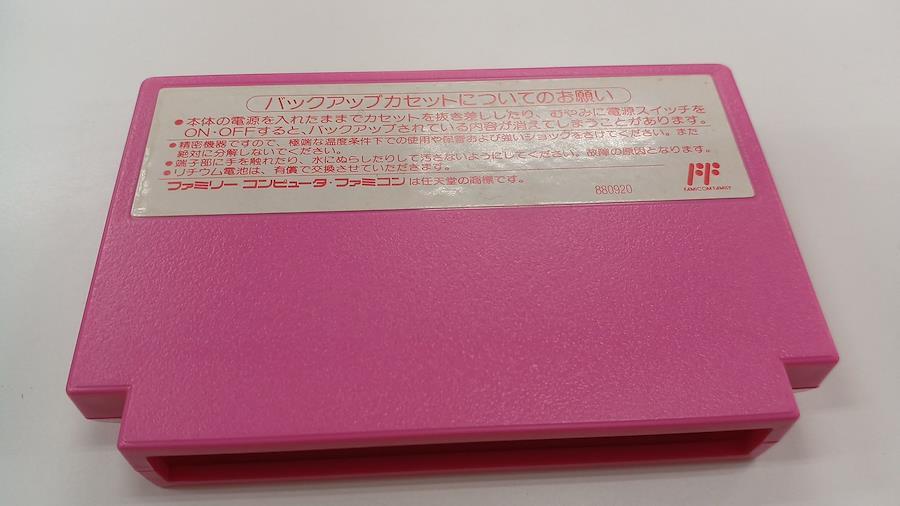 バックアップカセットについてのお願い
●本体の電源を入れたままでカセットを抜き差ししたり、むやみに電源スイッチを
ON・OFFすると、バックアップされている内容が消えてしまうことがあります。
●精密機器ですので、極端な温度条件下での使用や保管および強いショックをさけてください。また
絶対に分解しないでください。
●端子部に手を触れたり、水にぬらしたりして汚さないようにしてください。故障の原因となります。
●リチウム電池は、有償で交換させていただきます。
ファミリー コンピュータ・ファミコン は任天堂の商標です。
880920
FF
FAMICOM FAMILY